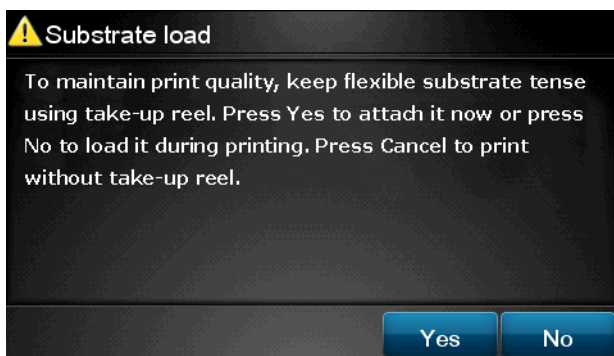 Substrate load
To maintain print quality, keep flexible substrate tense
using take-up reel. Press Yes to attach it now or press
No to load it during printing. Press Cancel to print
without take-up reel.
Yes No